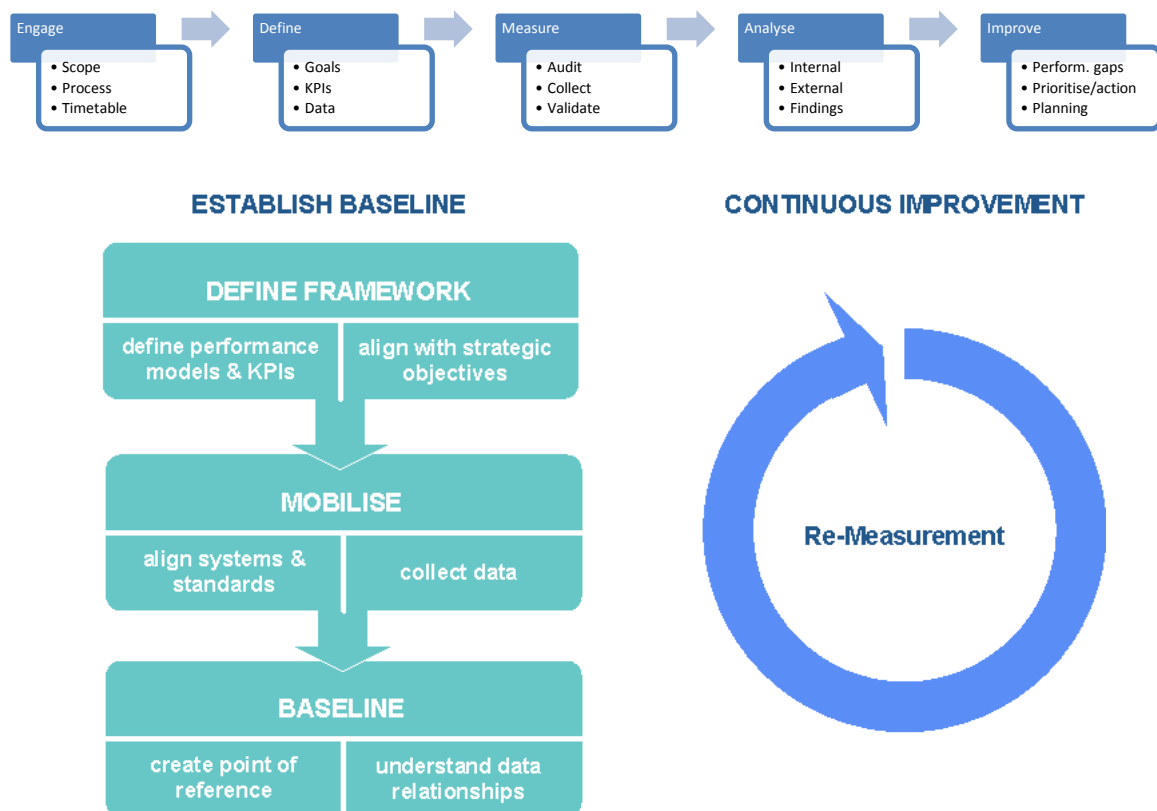 Engage
• Scope
• Process
• Timetable
Define
• Goals
• KPIs
• Data
Measure
• Audit
• Collect
• Validate
Analyse
• Internal
• External
• Findings
Improve
• Perform. gaps
• Prioritise/action
• Planning
ESTABLISH BASELINE
DEFINE FRAMEWORK
define performance
models & KPIs
align with strategic
objectives
MOBILISE
align systems &
standards
collect data
BASELINE
create point of
reference
understand data
relationships
CONTINUOUS IMPROVEMENT
Re-Measurement